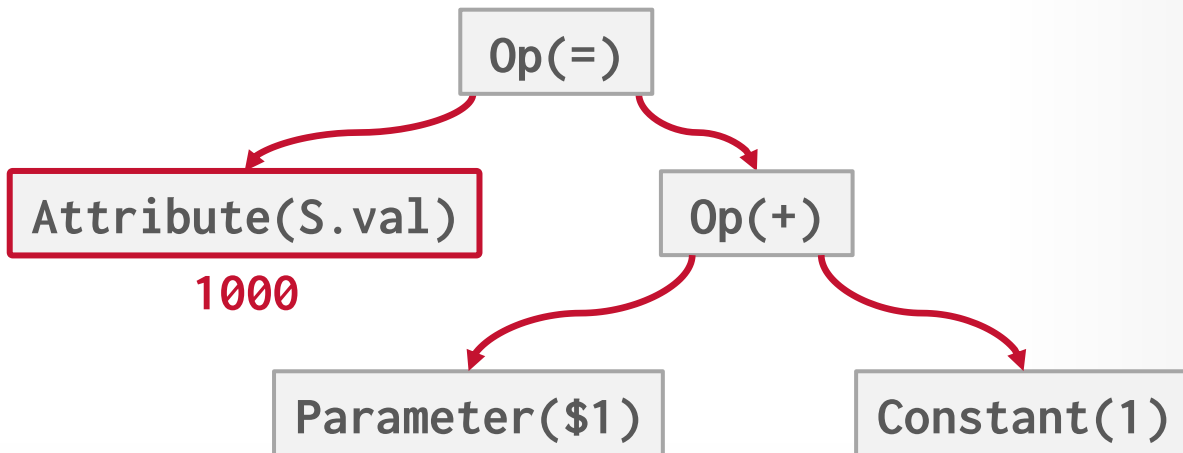 Op(=)
Attribute(S.val)
Op(+)
1000
Parameter($1)
Constant(1)